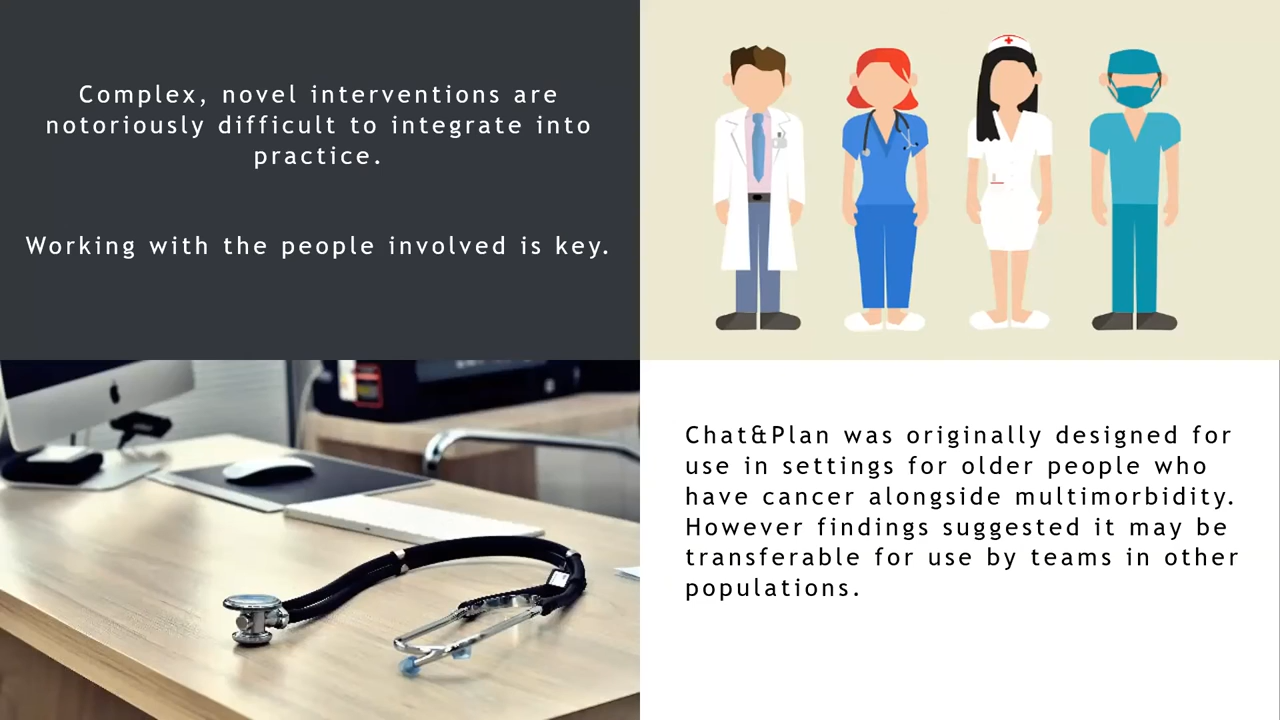 Complex, novel interventions are
notoriously difficult to integrate into
practice.
Working with the people involved is key.
Chat&Plan was originally designed for
use in settings for older people who
have cancer alongside multimorbidity.
However findings suggested it may be
transferable for use by teams in other
populations.